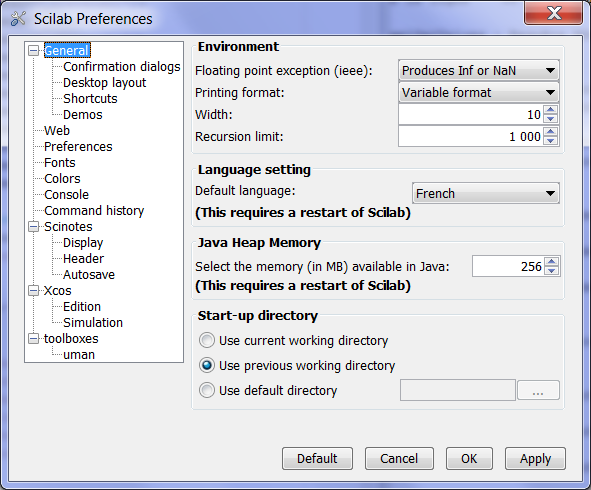 Scilab Preferences
General
Confirmation dialogs
Desktop layout
Shortcuts
Demos
Web
Preferences
Fonts
Colors
Console
Command history
Scinotes
Display
Header
Autosave
Xcos
Edition
Simulation
toolboxes
uman
Environment
Floating point exception (ieee): Produces Inf or NaN
Printing format: Variable format
Width: 10
Recursion limit: 1 000
Language setting
Default language: French
(This requires a restart of Scilab)
Java Heap Memory
Select the memory (in MB) available in Java: 256
(This requires a restart of Scilab)
Start-up directory
Use current working directory
Use previous working directory
Use default directory ...
Default Cancel OK Apply